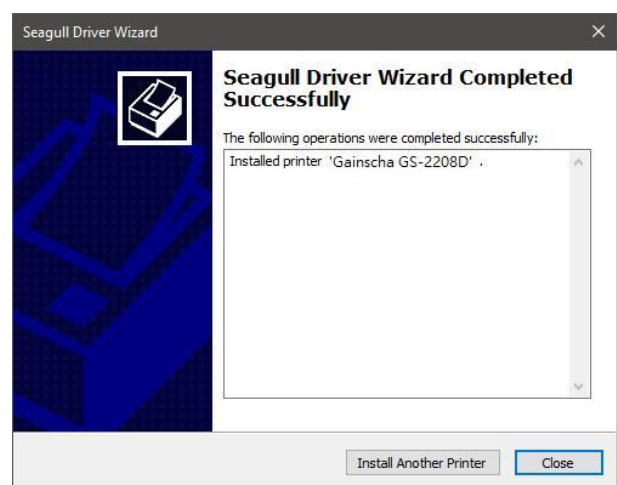 Seagull Driver Wizard
Seagull Driver Wizard Completed
Successfully
The following operations were completed successfully:
Installed printer 'Gainscha GS-2208D' .
Install Another Printer
Close